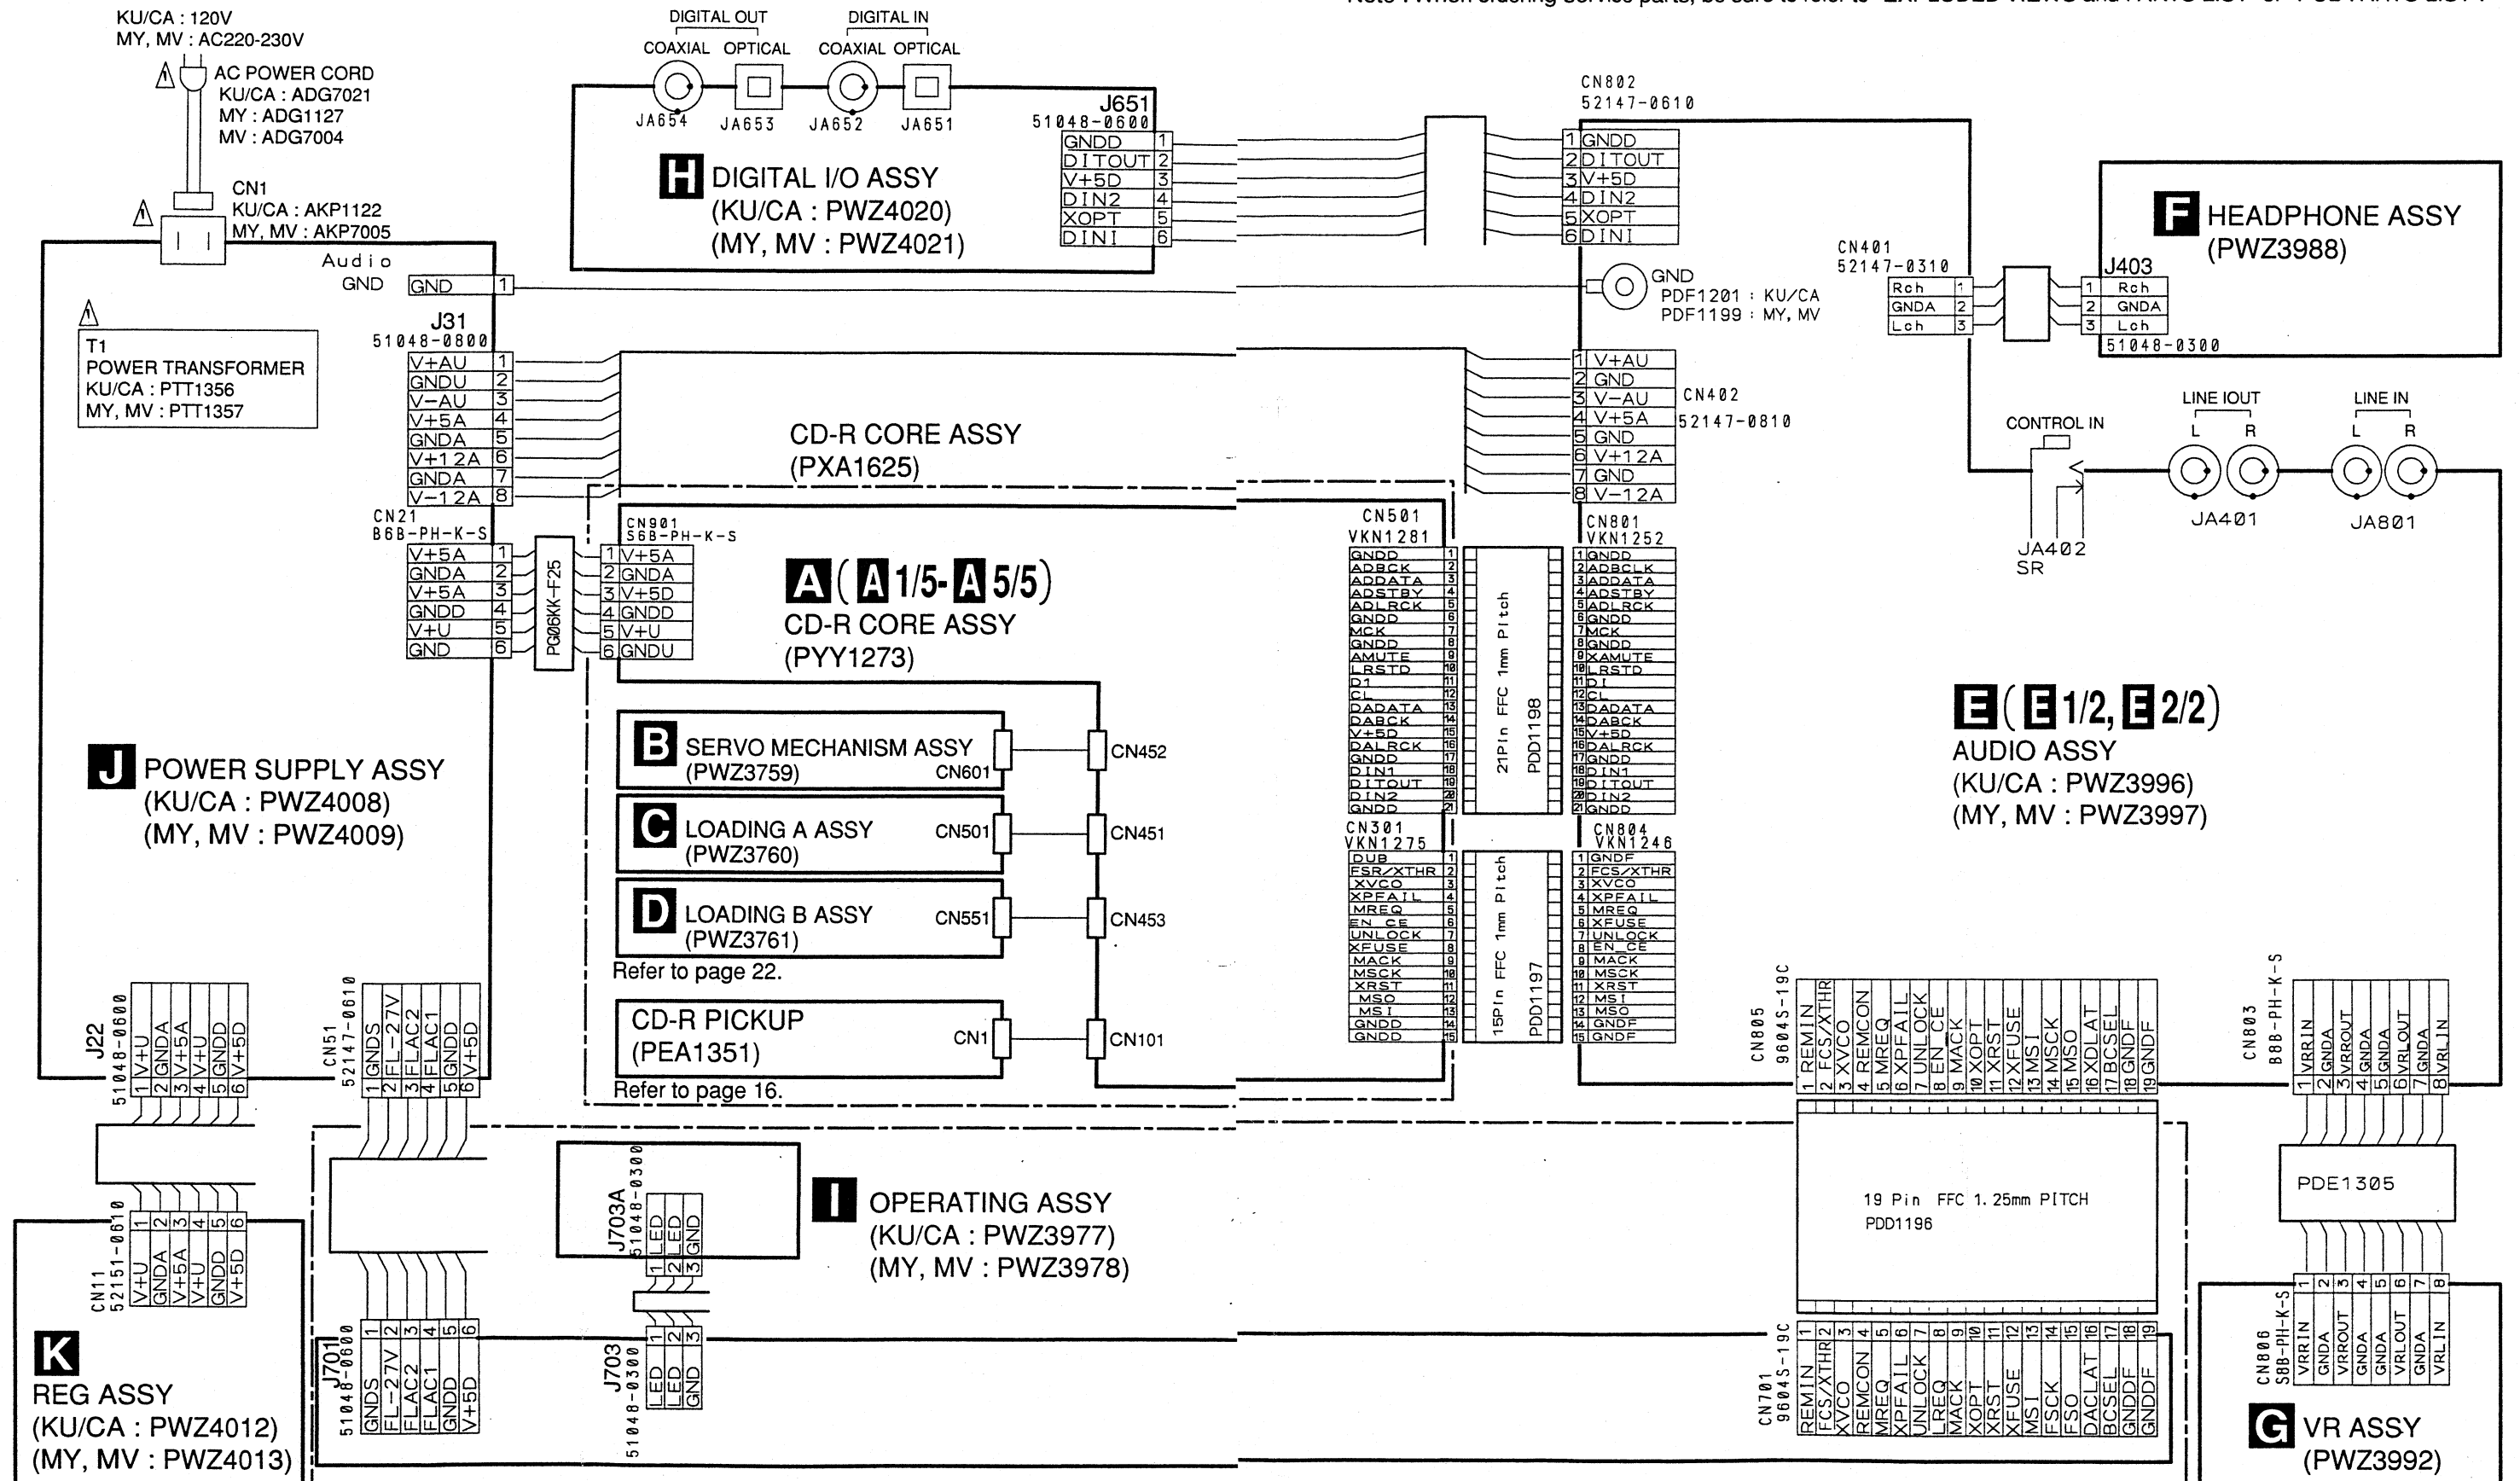 Note : When ordering service parts, be sure to refer to "EXPLODED VIEWS and PARTS LIST" or "PCB PARTS LIST".
KU/CA : 120V
MY, MV : AC220-230V
AC POWER CORD
KU/CA : ADG7021
MY : ADG1127
MV : ADG7004
CN1
KU/CA : AKP1122
MY, MV : AKP7005
Audio
GND
GND 1
T1
POWER TRANSFORMER
KU/CA : PTT1356
MY, MV : PTT1357
J31
51048-0800
V+AU 1
GNDU 2
V-AU 3
V+5A 4
GNDA 5
V+12A 6
GNDA 7
V-12A 8
CN21
B6B-PH-K-S
V+5A 1
GNDA 2
V+5A 3
GNDD 4
V+U 5
GND 6
PG06KK-F25
CN901
S6B-PH-K-S
1 V+5A
2 GNDA
3 V+5D
4 GNDD
5 V+U
6 GNDU
J POWER SUPPLY ASSY
(KU/CA : PWZ4008)
(MY, MV : PWZ4009)
DIGITAL OUT
DIGITAL IN
COAXIAL OPTICAL
COAXIAL OPTICAL
JA654
JA653
JA652
JA651
H DIGITAL I/O ASSY
(KU/CA : PWZ4020)
(MY, MV : PWZ4021)
J651
51048-0600
GNDD 1
DITOUT 2
V+5D 3
DIN2 4
XOPT 5
DINI 6
CN802
52147-0610
1 GNDD
2 DITOUT
3 V+5D
4 DIN2
5 XOPT
6 DINI
GND
PDF1201 : KU/CA
PDF1199 : MY, MV
F HEADPHONE ASSY
(PWZ3988)
CN401
52147-0310
Rch 1
GNDA 2
Lch 3
J403
1 Rch
2 GNDA
3 Lch
51048-0300
1 V+AU
2 GND
3 V-AU
4 V+5A
5 GND
6 V+12A
7 GND
8 V-12A
CN402
52147-0810
CONTROL IN
LINE IOUT
L R
LINE IN
L R
JA402
SR
JA401
JA801
CD-R CORE ASSY
(PXA1625)
A (A 1/5- A 5/5)
CD-R CORE ASSY
(PYY1273)
B SERVO MECHANISM ASSY
(PWZ3759)
CN601
CN452
C LOADING A ASSY
(PWZ3760)
CN501
CN451
D LOADING B ASSY
(PWZ3761)
CN551
CN453
Refer to page 22.
CD-R PICKUP
(PEA1351)
CN1
CN101
Refer to page 16.
CN501
VKN1281
GNDD 1
ADBCK 2
ADDATA 3
ADSTBY 4
ADLRCK 5
GNDD 6
MCK 7
GNDD 8
AMUTE 9
LRSTD 10
D1 11
CL 12
DADATA 13
DABCK 14
V+5D 15
DALRCK 16
GNDD 17
DIN1 18
DITOUT 19
DIN2 20
GNDD 21
21Pin FFC 1mm Pitch
PDD1198
CN801
VKN1252
1 GNDD
2 ADBCLK
3 ADDATA
4 ADSTBY
5 ADLRCK
6 GNDD
7 MCK
8 GNDD
9 XAMUTE
10 LRSTD
11 DI
12 CL
13 DADATA
14 DABCK
15 V+5D
16 DALRCK
17 GNDD
18 DIN1
19 DITOUT
20 DIN2
21 GNDD
CN301
VKN1275
DUB 1
FSR/XTHR 2
XVCO 3
XPFAIL 4
MREQ 5
EN_CE 6
UNLOCK 7
XFUSE 8
MACK 9
MSCK 10
XRST 11
MSO 12
MSI 13
GNDD 14
GNDD 15
15Pin FFC 1mm Pitch
PDD1197
CN804
VKN1246
1 GNDF
2 FCS/XTHR
3 XVCO
4 XPFAIL
5 MREQ
6 XFUSE
7 UNLOCK
8 EN_CE
9 MACK
10 MSCK
11 XRST
12 MSI
13 MSO
14 GNDF
15 GNDF
E (E 1/2, E 2/2)
AUDIO ASSY
(KU/CA : PWZ3996)
(MY, MV : PWZ3997)
J22
51048-0600
1 V+U
2 GNDA
3 V+5A
4 V+U
5 GNDD
6 V+5D
CN51
52147-0610
1 GNDS
2 FL-27V
3 FLAC2
4 FLAC1
5 GNDD
6 V+5D
CN805
9604S-19C
1 REMIN
2 FCS/XTHR
3 XVCO
4 REMCON
5 MREQ
6 XPFAIL
7 UNLOCK
8 EN_CE
9 MACK
10 XOPT
11 XRST
12 XFUSE
13 MSI
14 MSCK
15 MSO
16 XDLAT
17 BCSEL
18 GNDF
19 GNDF
CN803
B8B-PH-K-S
1 VRRIN
2 GNDA
3 VRROUT
4 GNDA
5 GNDA
6 VRLOUT
7 GNDA
8 VRLIN
CN11
52151-0610
V+U 1
GNDA 2
V+5A 3
V+U 4
GNDD 5
V+5D 6
K
REG ASSY
(KU/CA : PWZ4012)
(MY, MV : PWZ4013)
J701
51048-0600
GNDS 1
FL-27V 2
FLAC2 3
FLAC1 4
GNDD 5
V+5D 6
J703A
51048-0300
1 LED
2 LED
3 GND
J703
51048-0300
LED 1
LED 2
GND 3
I OPERATING ASSY
(KU/CA : PWZ3977)
(MY, MV : PWZ3978)
19 Pin FFC 1.25mm PITCH
PDD1196
CN701
9604S-19C
REMIN 1
FCS/XTHR 2
XVCO 3
REMCON 4
MREQ 5
XPFAIL 6
UNLOCK 7
LREQ 8
MACK 9
XOPT 10
XRST 11
XFUSE 12
MSI 13
FSCK 14
FSO 15
DACLAT 16
BCSEL 17
GNDDF 18
GNDDF 19
PDE1305
CN806
S8B-PH-K-S
VRRIN 1
GNDA 2
VRROUT 3
GNDA 4
GNDA 5
VRLOUT 6
GNDA 7
VRLIN 8
G VR ASSY
(PWZ3992)